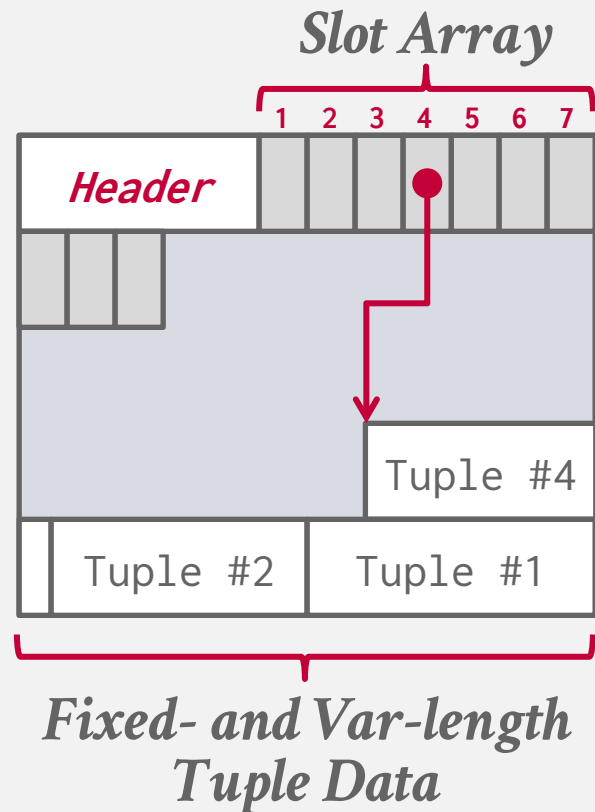 Slot Array
1 2 3 4 5 6 7
Header
Tuple #4
Tuple #2 Tuple #1
Fixed- and Var-length
Tuple Data